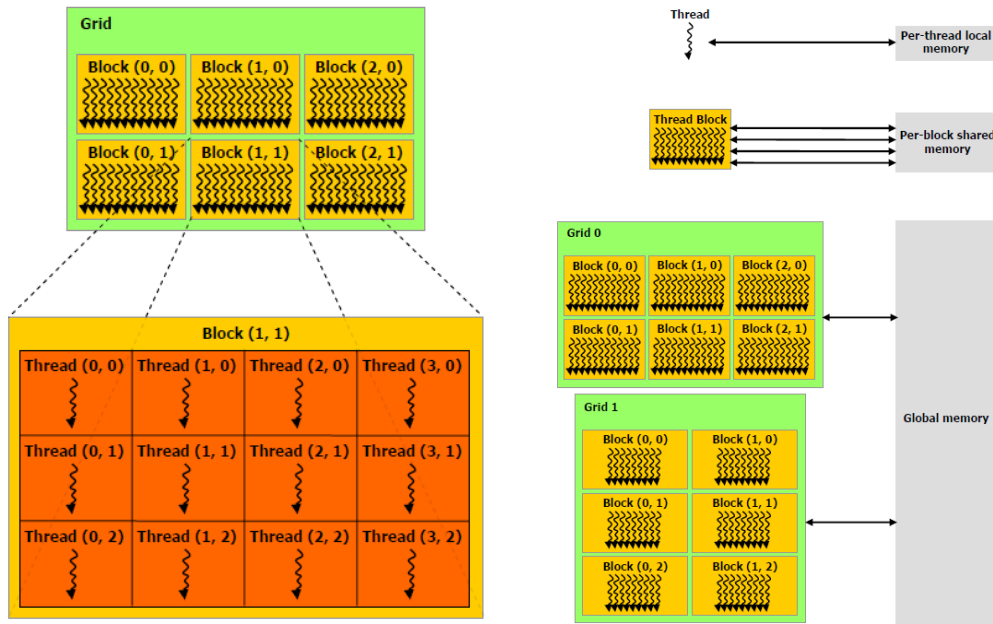 Grid
Block (0, 0)
Block (1, 0)
Block (2, 0)
Block (0, 1)
Block (1, 1)
Block (2, 1)
Block (1, 1)
Thread (0, 0)
Thread (1, 0)
Thread (2, 0)
Thread (3, 0)
Thread (0, 1)
Thread (1, 1)
Thread (2, 1)
Thread (3, 1)
Thread (0, 2)
Thread (1, 2)
Thread (2, 2)
Thread (3, 2)
Thread
Per-thread local
memory
Thread Block
Per-block shared
memory
Grid 0
Block (0, 0)
Block (1, 0)
Block (2, 0)
Block (0, 1)
Block (1, 1)
Block (2, 1)
Grid 1
Block (0, 0)
Block (1, 0)
Block (0, 1)
Block (1, 1)
Block (0, 2)
Block (1, 2)
Global memory